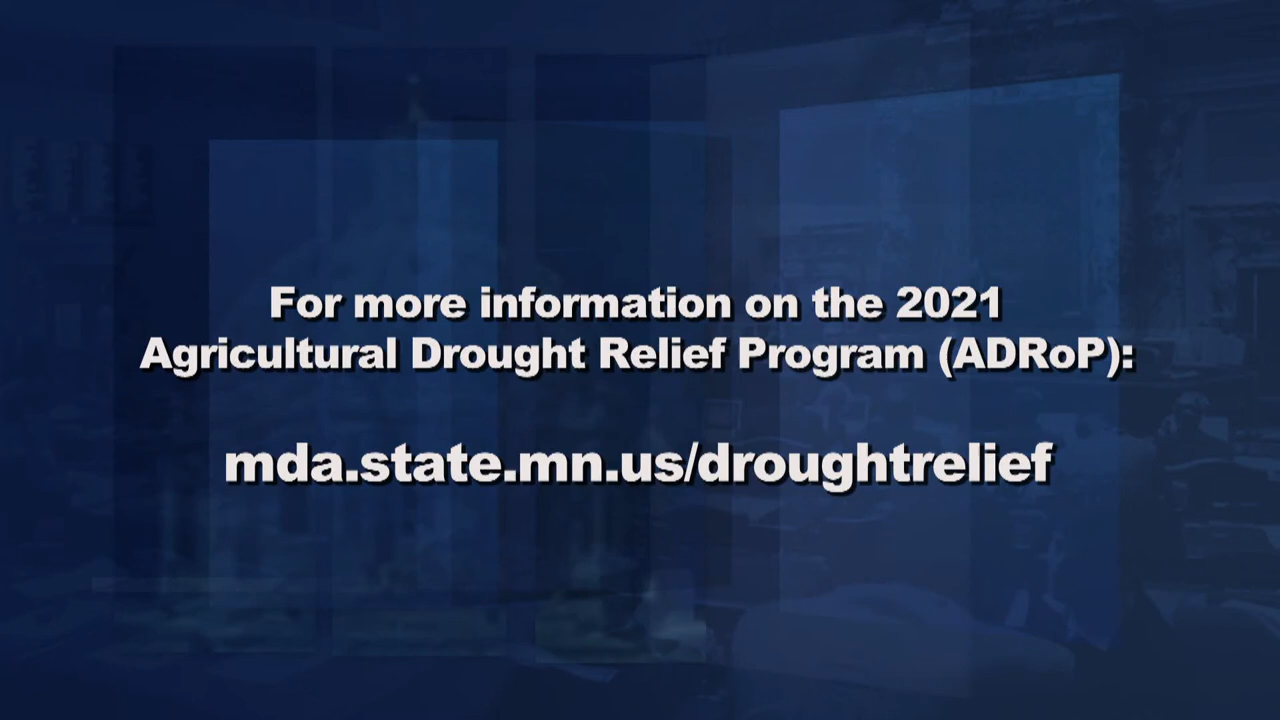 For more information on the 2021
Agricultural Drought Relief Program (ADRoP):
mda.state.mn.us/droughtrelief